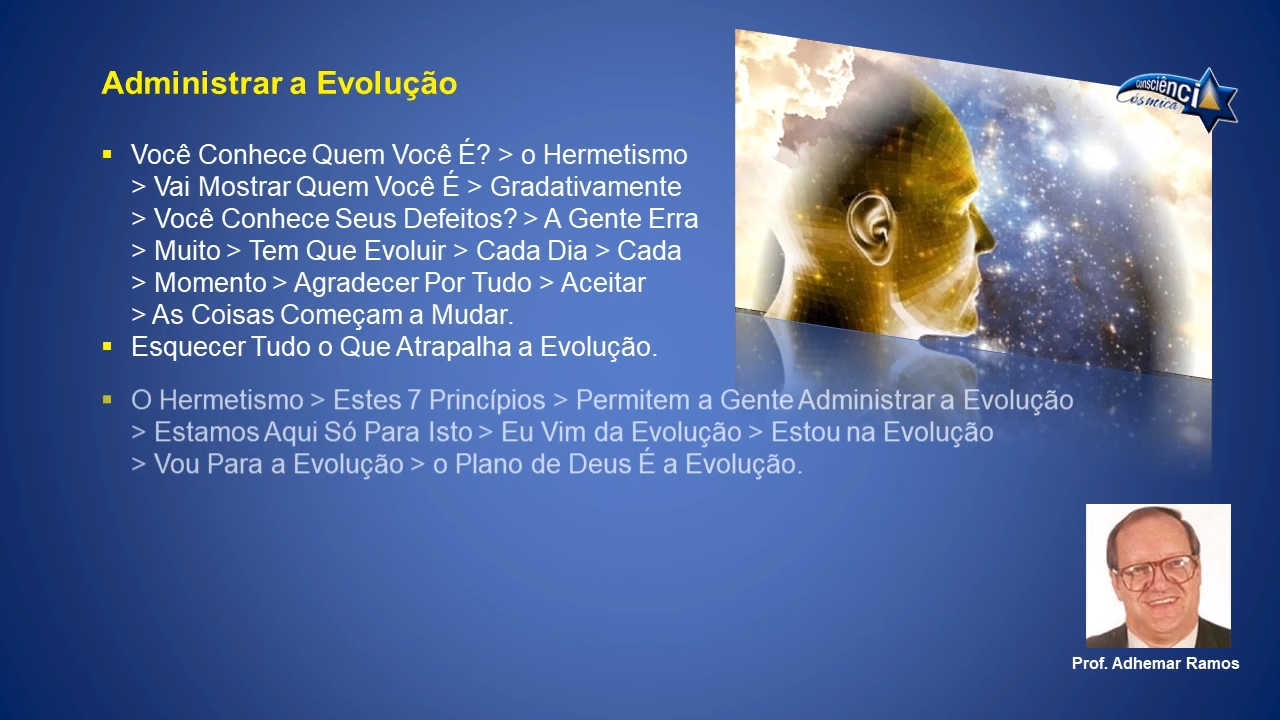 Administrar a Evolução
Consciênci
Cósmica
▪ Você Conhece Quem Você É? > o Hermetismo
> Vai Mostrar Quem Você É > Gradativamente
> Você Conhece Seus Defeitos? > A Gente Erra
> Muito > Tem Que Evoluir > Cada Dia > Cada
> Momento > Agradecer Por Tudo > Aceitar
> As Coisas Começam a Mudar.
▪ Esquecer Tudo o Que Atrapalha a Evolução.
▪ O Hermetismo > Estes 7 Princípios > Permitem a Gente Administrar a Evolução
> Estamos Aqui Só Para Isto > Eu Vim da Evolução > Estou na Evolução
> Vou Para a Evolução > o Plano de Deus É a Evolução.
Prof. Adhemar Ramos